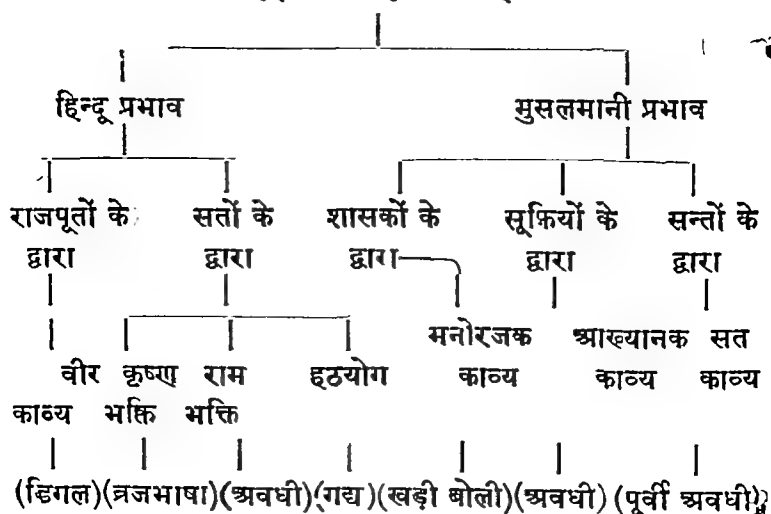 हिन्दू प्रभाव मुसलमानी प्रभाव
राजपूतों के सतों के शासकों के सूफ़ियों के सन्तों के
द्वारा द्वारा द्वारा द्वारा द्वारा
मनोरजक आख्यानक सत
वीर कृष्ण राम हठयोग काव्य काव्य काव्य
काव्य भक्ति भक्ति
(डिगल) (व्रजभाषा) (अवधी) (गद्य) (खड़ी बोली) (अवधी) (पूर्वी अवधी)